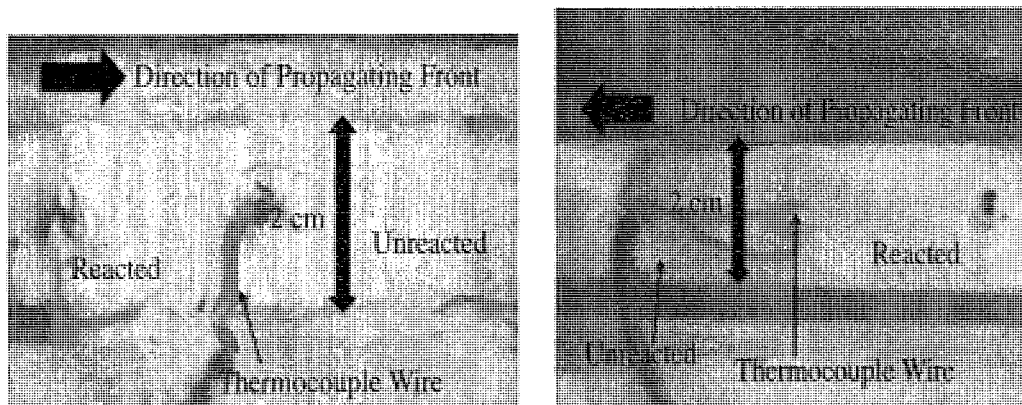 Direction of Propagating Front
2 cm
Unreacted
Reacted
Thermocouple Wire
Direction of Propagating Front
2 cm
Reacted
Unreacted
Thermocouple Wire